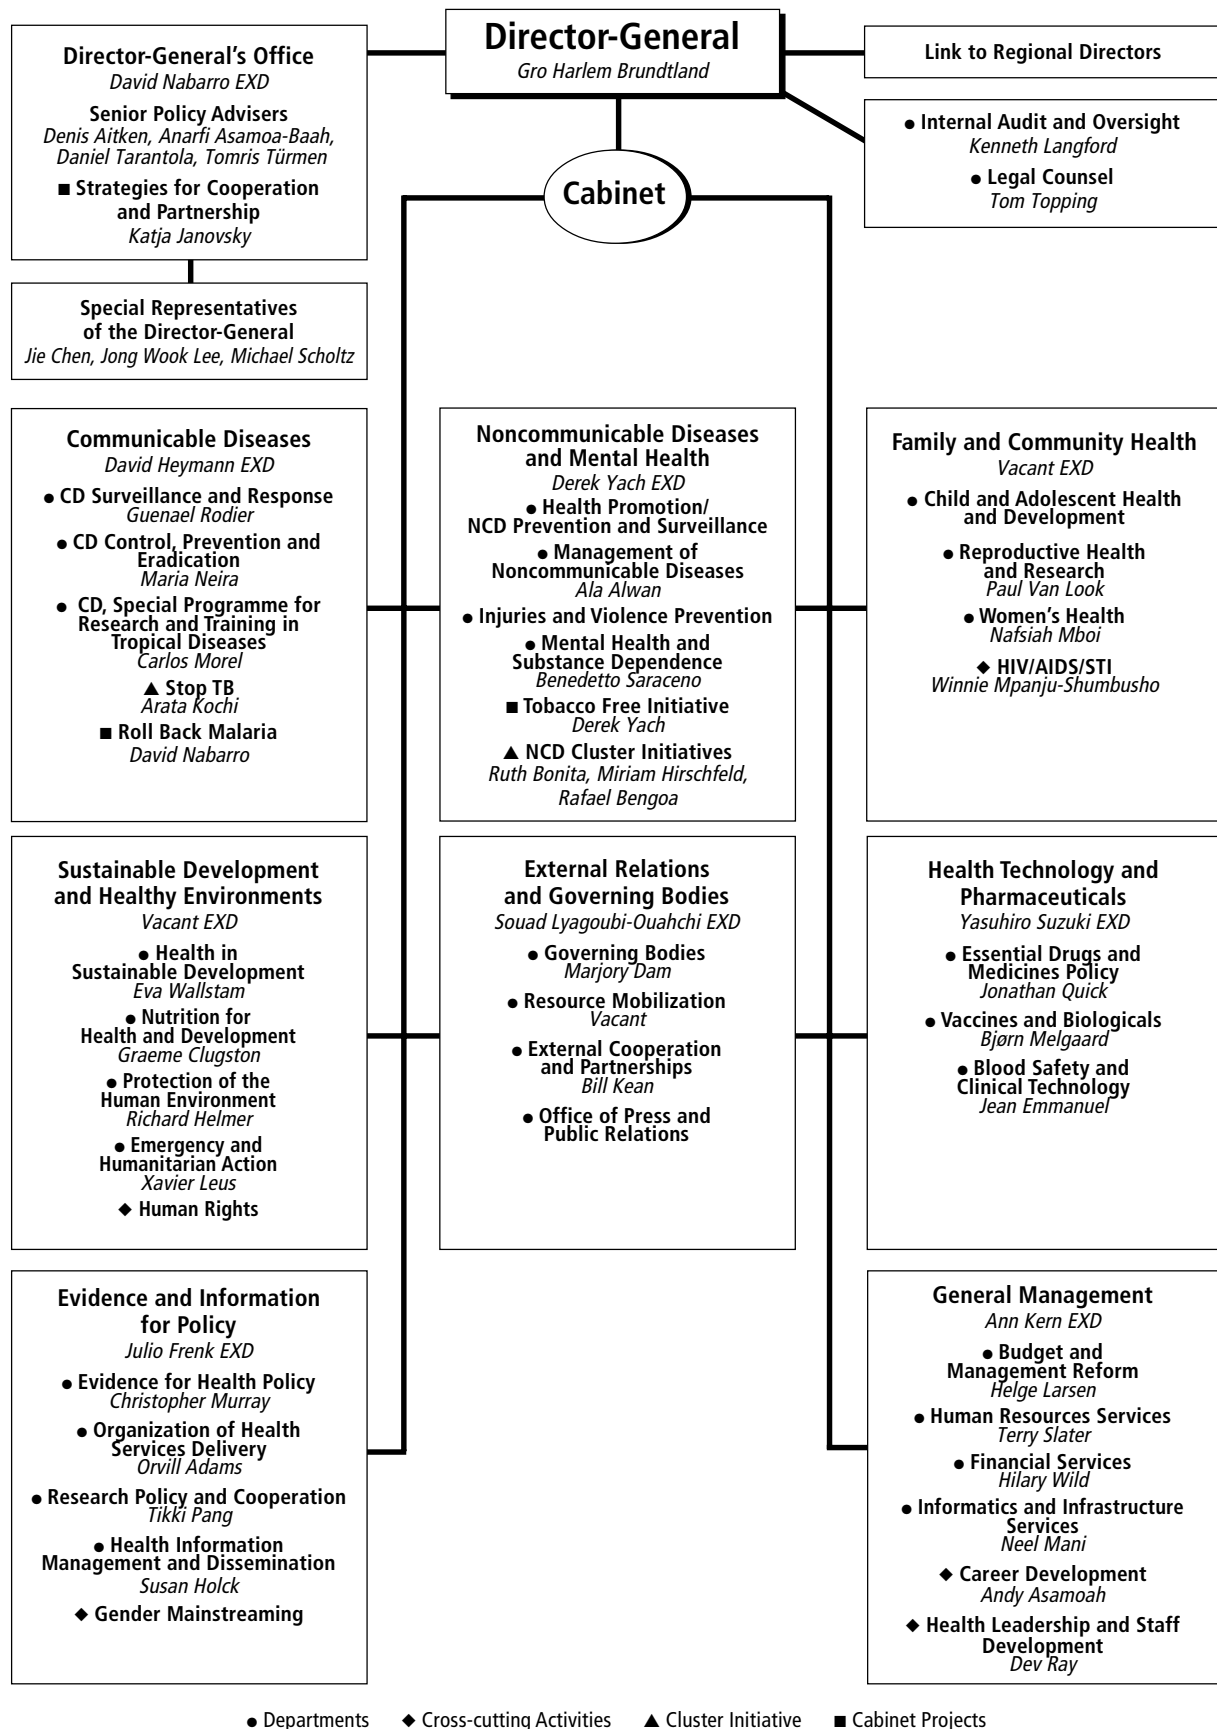 Director-General
Gro Harlem Brundtland
Director-General’s Office
David Nabarro EXD
Senior Policy Advisers
Denis Aitken, Anarfi Asamoa-Baah,
Daniel Tarantola, Tomris Türmen
■ Strategies for Cooperation
and Partnership
Katja Janovsky
Link to Regional Directors
● Internal Audit and Oversight
Kenneth Langford
● Legal Counsel
Tom Topping
Cabinet
Special Representatives
of the Director-General
Jie Chen, Jong Wook Lee, Michael Scholtz
Communicable Diseases
David Heymann EXD
● CD Surveillance and Response
Guenael Rodier
● CD Control, Prevention and
Eradication
Maria Neira
● CD, Special Programme for
Research and Training in
Tropical Diseases
Carlos Morel
▲ Stop TB
Arata Kochi
■ Roll Back Malaria
David Nabarro
Noncommunicable Diseases
and Mental Health
Derek Yach EXD
● Health Promotion/
NCD Prevention and Surveillance
● Management of
Noncommunicable Diseases
Ala Alwan
● Injuries and Violence Prevention
● Mental Health and
Substance Dependence
Benedetto Saraceno
■ Tobacco Free Initiative
Derek Yach
▲ NCD Cluster Initiatives
Ruth Bonita, Miriam Hirschfeld,
Rafael Bengoa
Family and Community Health
Vacant EXD
● Child and Adolescent Health
and Development
● Reproductive Health
and Research
Paul Van Look
● Women’s Health
Nafsiah Mboi
◆ HIV/AIDS/STI
Winnie Mpanju-Shumbusho
Sustainable Development
and Healthy Environments
Vacant EXD
● Health in
Sustainable Development
Eva Wallstam
● Nutrition for
Health and Development
Graeme Clugston
● Protection of the
Human Environment
Richard Helmer
● Emergency and
Humanitarian Action
Xavier Leus
◆ Human Rights
External Relations
and Governing Bodies
Souad Lyagoubi-Ouahchi EXD
● Governing Bodies
Marjory Dam
● Resource Mobilization
Vacant
● External Cooperation
and Partnerships
Bill Kean
● Office of Press and
Public Relations
Health Technology and
Pharmaceuticals
Yasuhiro Suzuki EXD
● Essential Drugs and
Medicines Policy
Jonathan Quick
● Vaccines and Biologicals
Bjørn Melgaard
● Blood Safety and
Clinical Technology
Jean Emmanuel
Evidence and Information
for Policy
Julio Frenk EXD
● Evidence for Health Policy
Christopher Murray
● Organization of Health
Services Delivery
Orvill Adams
● Research Policy and Cooperation
Tikki Pang
● Health Information
Management and Dissemination
Susan Holck
◆ Gender Mainstreaming
General Management
Ann Kern EXD
● Budget and
Management Reform
Helge Larsen
● Human Resources Services
Terry Slater
● Financial Services
Hilary Wild
● Informatics and Infrastructure
Services
Neel Mani
◆ Career Development
Andy Asamoah
◆ Health Leadership and Staff
Development
Dev Ray
● Departments ◆ Cross-cutting Activities ▲ Cluster Initiative ■ Cabinet Projects